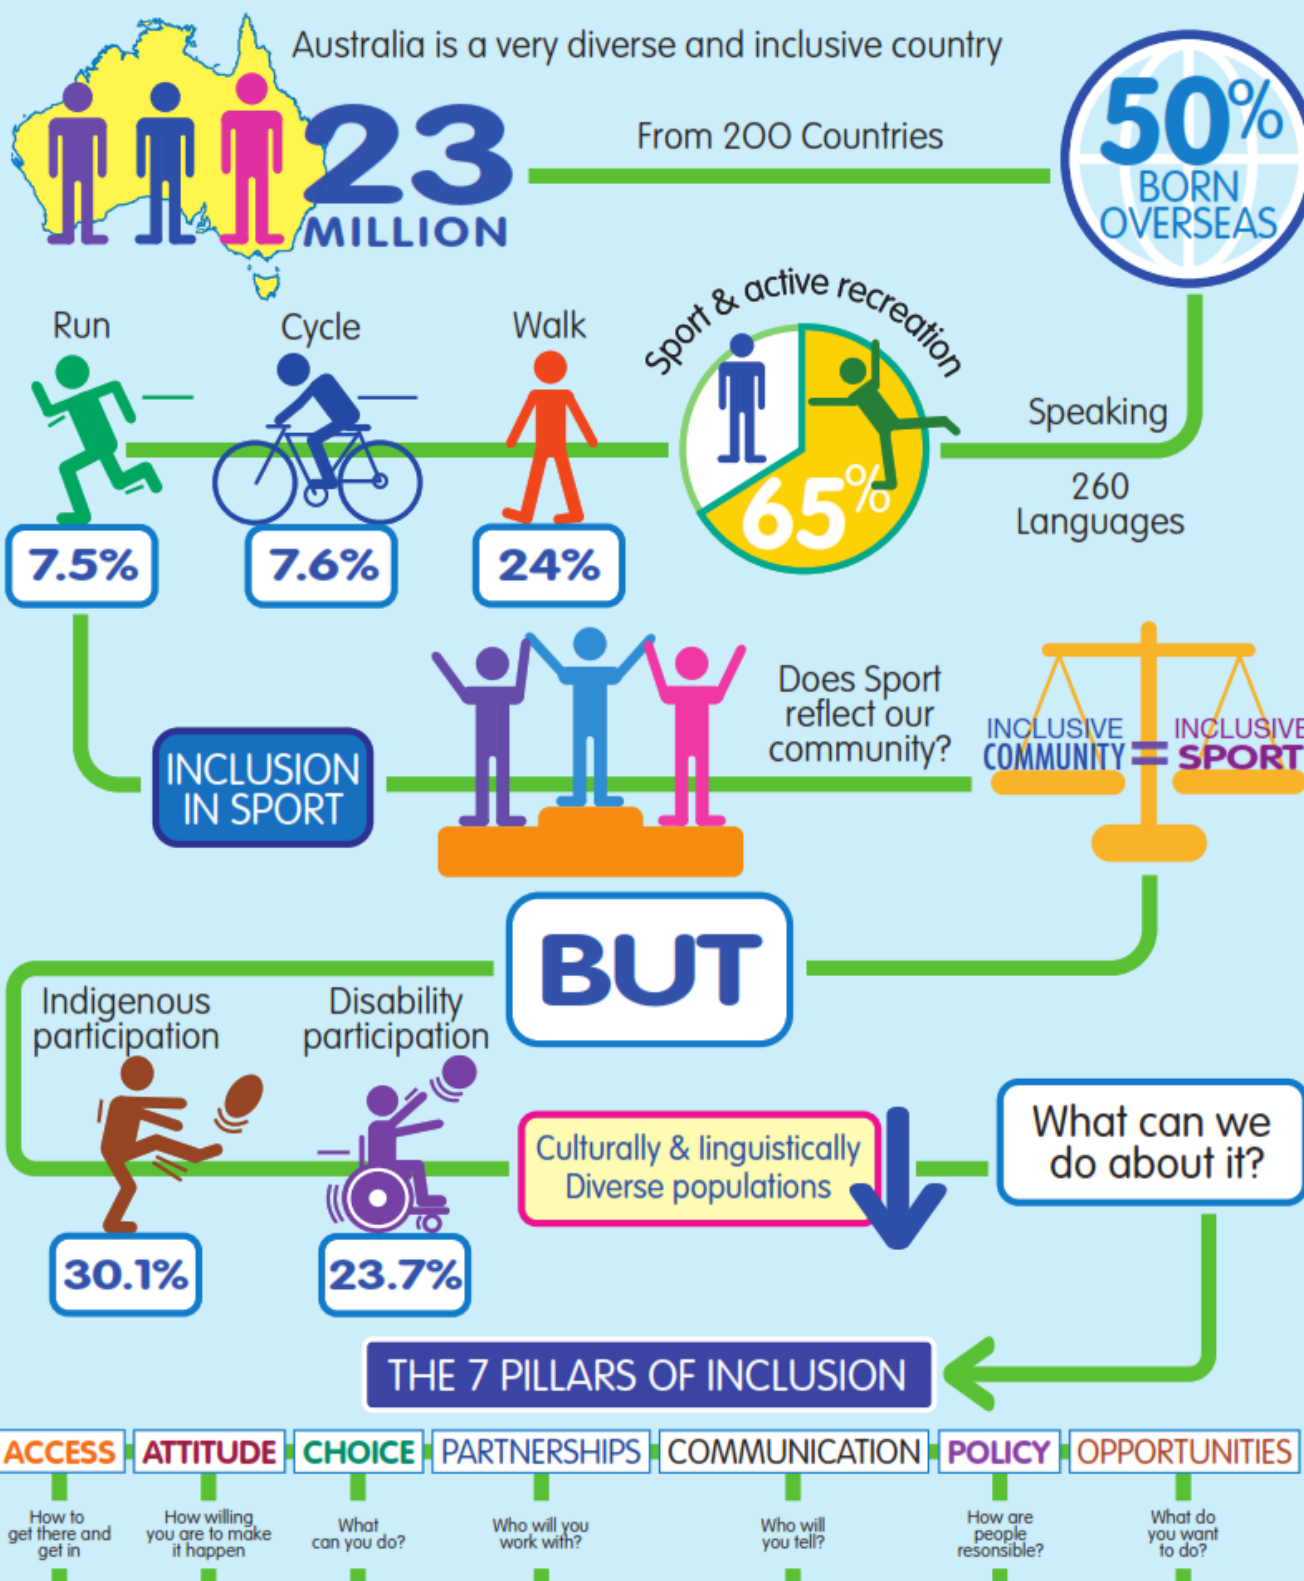 Australia is a very diverse and inclusive country
23
MILLION
From 200 Countries
50%
BORN
OVERSEAS
Run
Cycle
Walk
Sport & active recreation
65%
Speaking
260
Languages
7.5%
7.6%
24%
INCLUSION
IN SPORT
Does Sport
reflect our
community?
INCLUSIVE
COMMUNITY
=
INCLUSIVE
SPORT
BUT
Indigenous
participation
Disability
participation
30.1%
23.7%
Culturally & linguistically
Diverse populations
What can we
do about it?
THE 7 PILLARS OF INCLUSION
ACCESS
ATTITUDE
CHOICE
PARTNERSHIPS
COMMUNICATION
POLICY
OPPORTUNITIES
How to
get there and
get in
How willing
you are to make
it happen
What
can you do?
Who will you
work with?
Who will
you tell?
How are
people
resonsible?
What do
you want
to do?